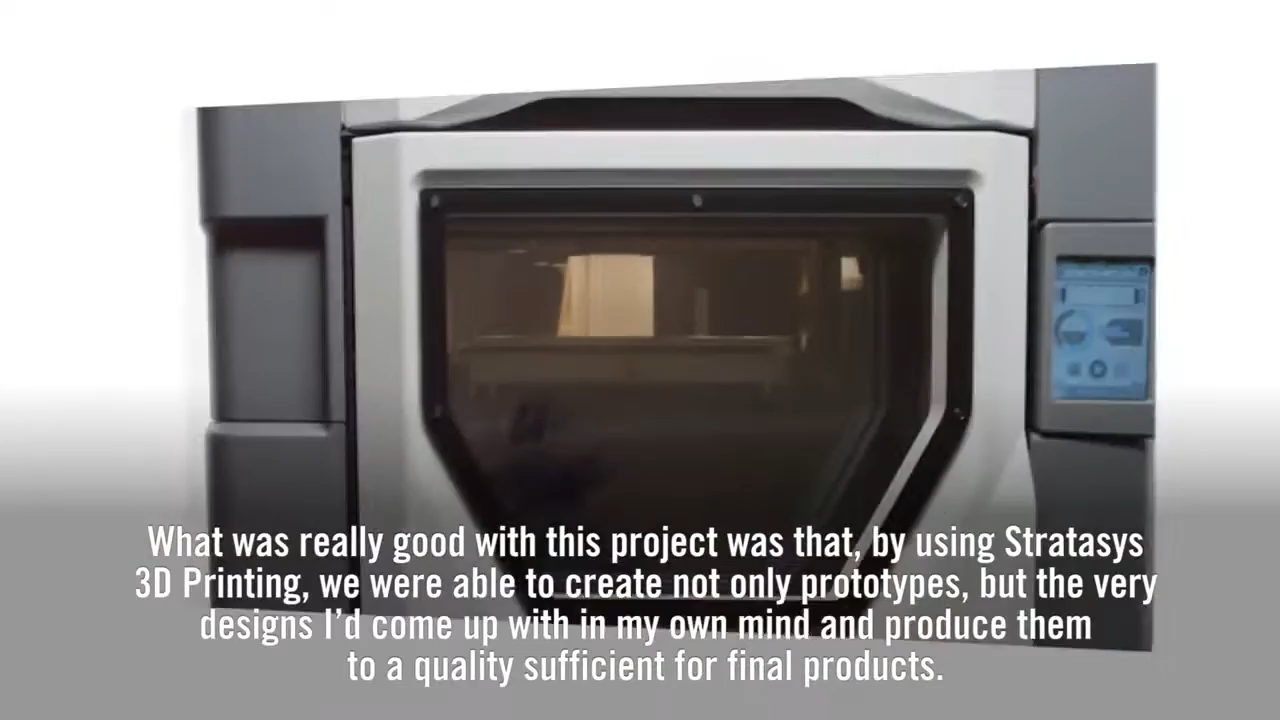 What was really good with this project was that, by using Stratasys
3D Printing, we were able to create not only prototypes, but the very
designs I'd come up with in my own mind and produce them
to a quality sufficient for final products.